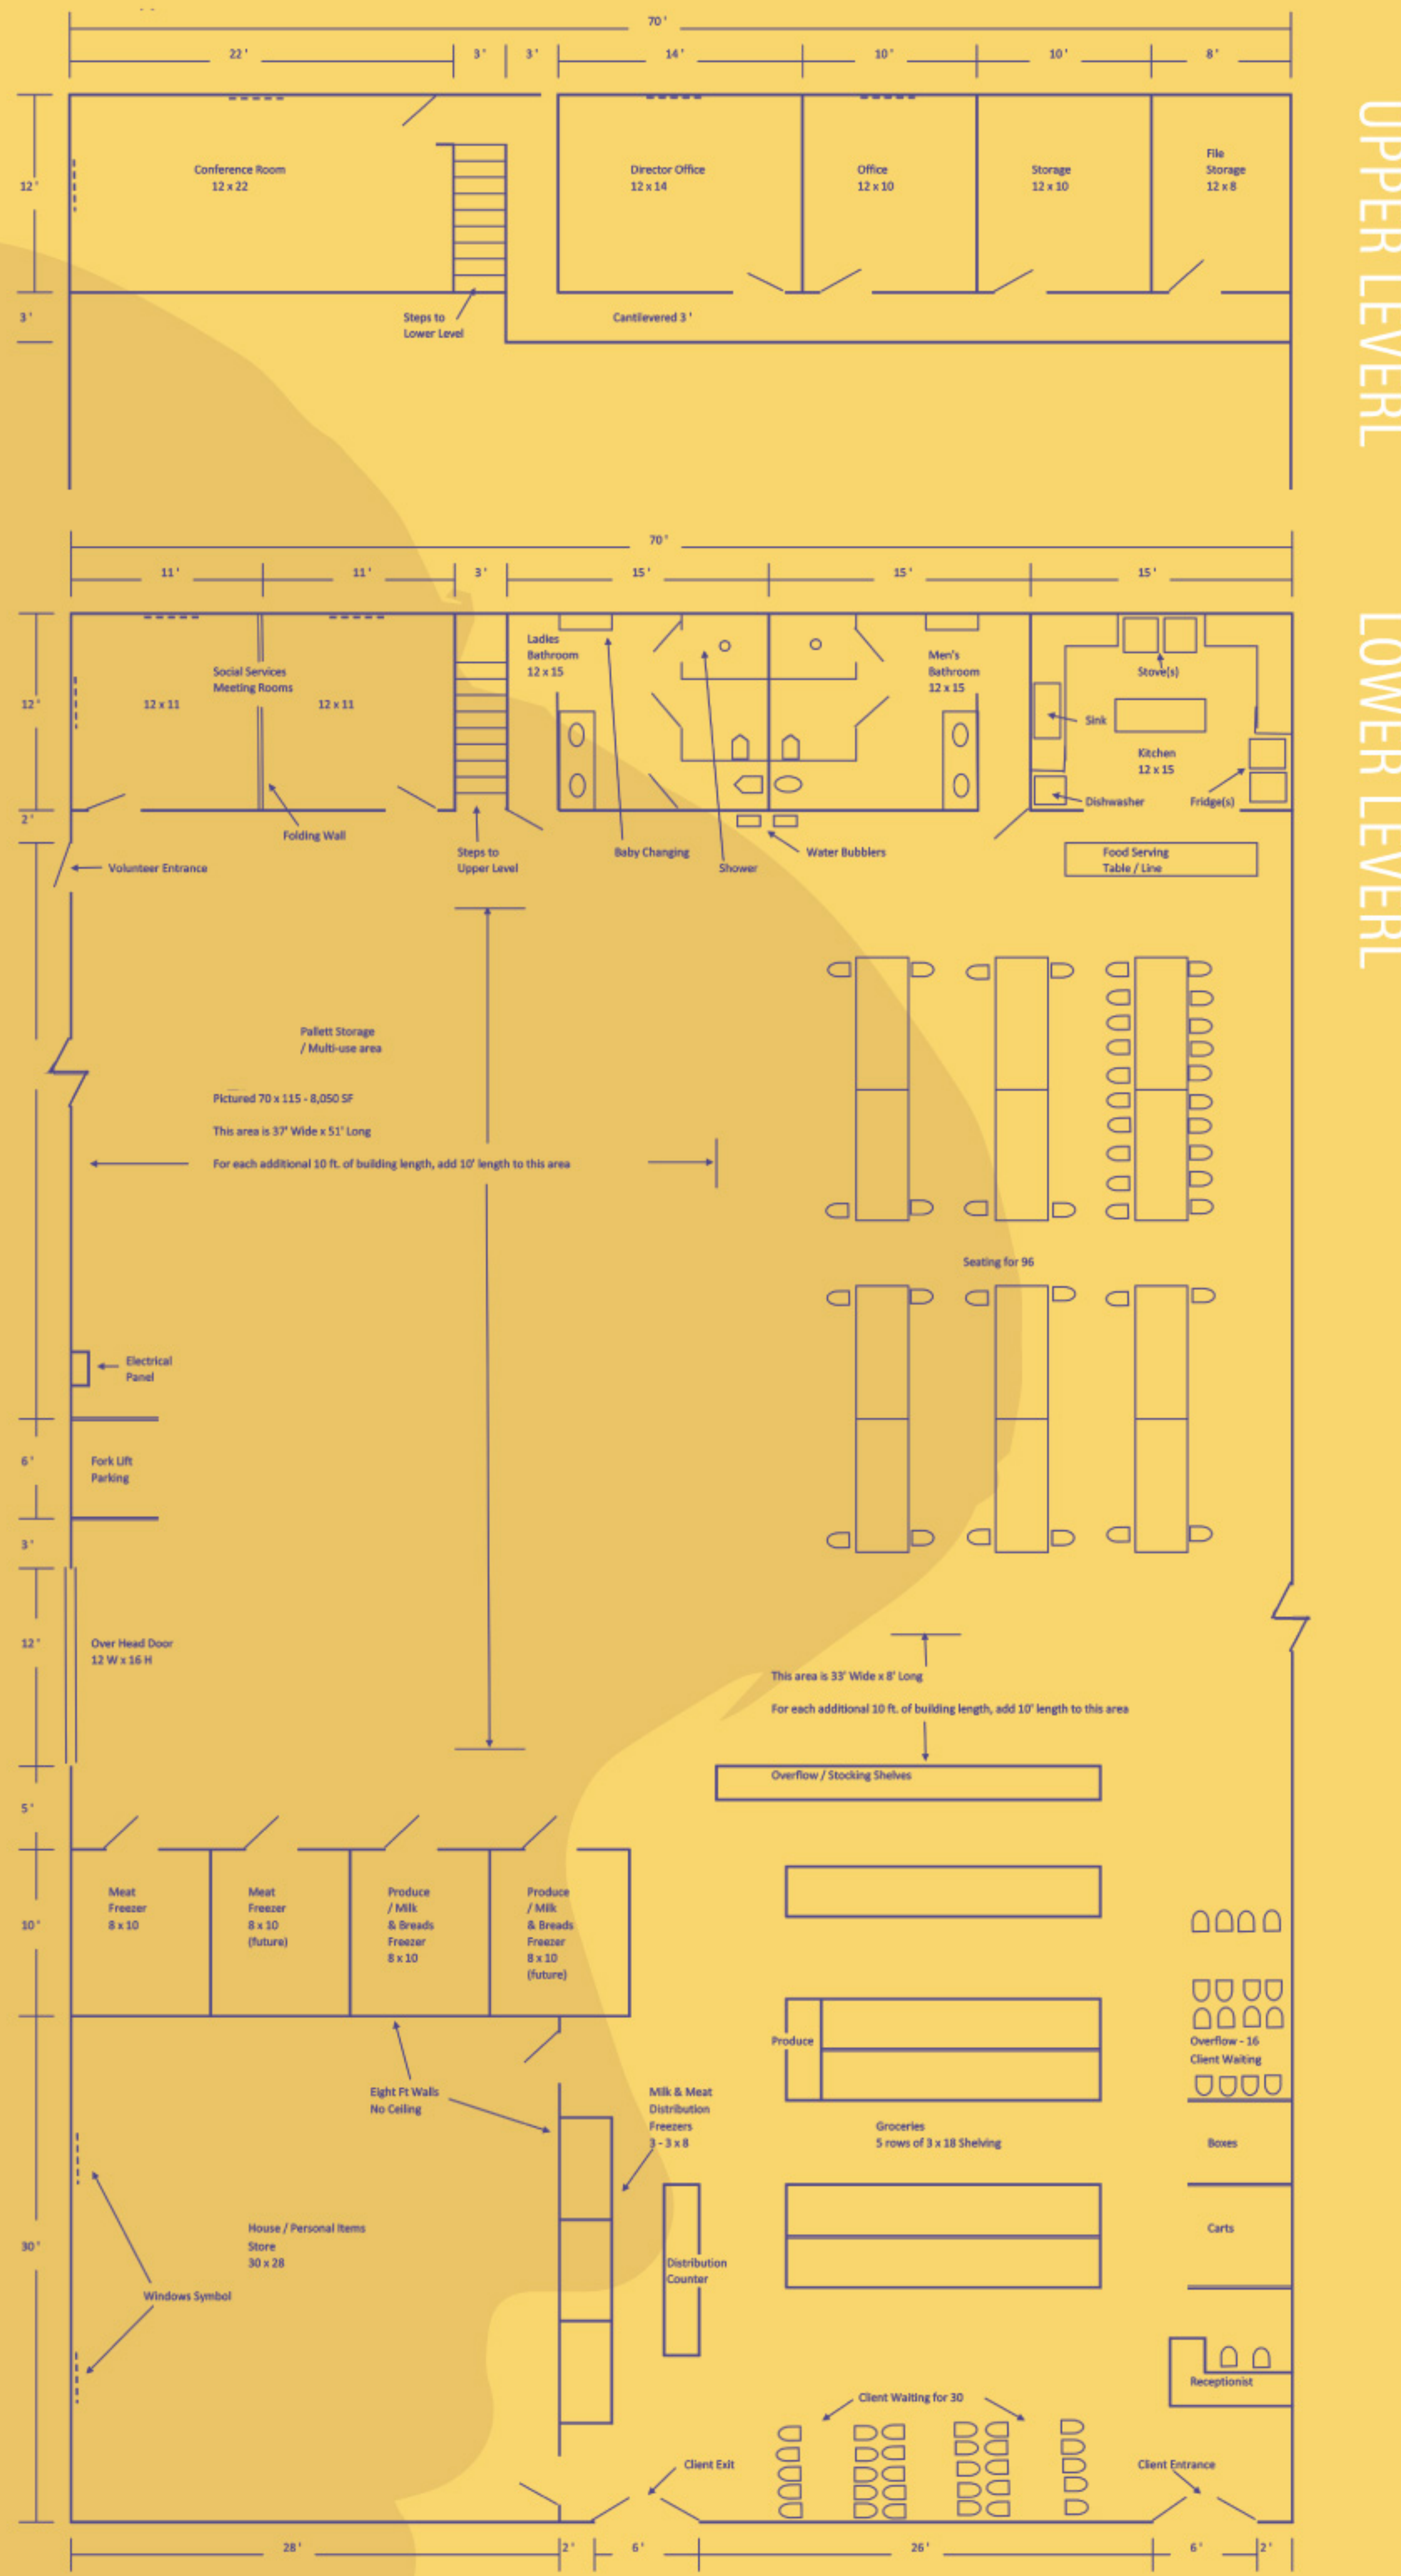 70'
22' 3' 3' 14' 10' 10' 8'
UPPER LEVERL
12'
Conference Room
12 x 22
Director Office
12 x 14
Office
12 x 10
Storage
12 x 10
File
Storage
12 x 8
3'
Steps to
Lower Level
Cantilevered 3 '
70'
11' 11' 3' 15' 15' 15'
LOWER LEVERL
12'
Social Services
Meeting Rooms
12 x 11
12 x 11
Ladies
Bathroom
12 x 15
Men's
Bathroom
12 x 15
Stove(s)
Sink
Kitchen
12 x 15
Dishwasher
Fridge(s)
2'
Folding Wall
Volunteer Entrance
Steps to
Upper Level
Baby Changing
Shower
Water Bubblers
Food Serving
Table / Line
Pallett Storage
/ Multi-use area
Pictured 70 x 115 - 8,050 SF
This area is 37' Wide x 51' Long
For each additional 10 ft. of building length, add 10' length to this area
Seating for 96
Electrical
Panel
6'
Fork Lift
Parking
3'
12'
Over Head Door
12 W x 16 H
This area is 33' Wide x 8' Long
For each additional 10 ft. of building length, add 10' length to this area
Overflow / Stocking Shelves
5'
10'
Meat
Freezer
8 x 10
Meat
Freezer
8 x 10
(future)
Produce
/ Milk
& Breads
Freezer
8 x 10
Produce
/ Milk
& Breads
Freezer
8 x 10
(future)
Produce
Overflow - 16
Client Waiting
Eight Ft Walls
No Ceiling
Milk & Meat
Distribution
Freezers
3 - 3 x 8
Groceries
5 rows of 3 x 18 Shelving
Boxes
Carts
30'
House / Personal Items
Store
30 x 28
Distribution
Counter
Windows Symbol
Receptionist
Client Waiting for 30
Client Exit
Client Entrance
28' 2' 6' 26' 6' 2'